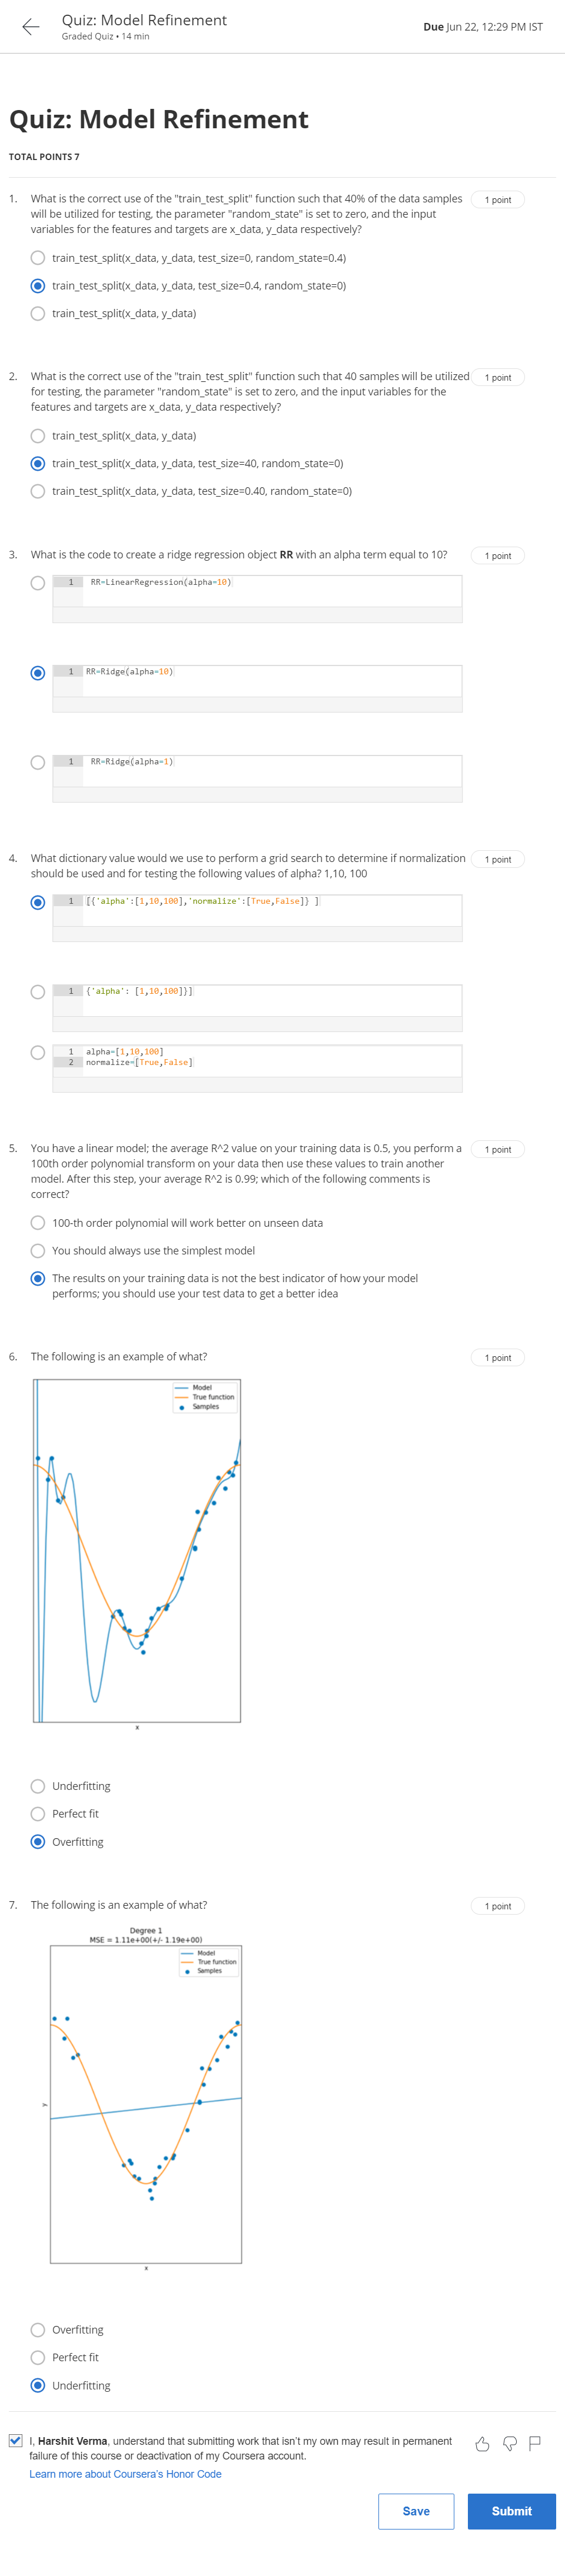 Quiz: Model Refinement
Graded Quiz • 14 min
Due Jun 22, 12:29 PM IST
Quiz: Model Refinement
TOTAL POINTS 7
1. What is the correct use of the "train_test_split" function such that 40% of the data samples
will be utilized for testing, the parameter "random_state" is set to zero, and the input
variables for the features and targets are x_data, y_data respectively?
1 point
train_test_split(x_data, y_data, test_size=0, random_state=0.4)
train_test_split(x_data, y_data, test_size=0.4, random_state=0)
train_test_split(x_data, y_data)
2. What is the correct use of the "train_test_split" function such that 40 samples will be utilized
for testing, the parameter "random_state" is set to zero, and the input variables for the
features and targets are x_data, y_data respectively?
1 point
train_test_split(x_data, y_data)
train_test_split(x_data, y_data, test_size=40, random_state=0)
train_test_split(x_data, y_data, test_size=0.40, random_state=0)
3. What is the code to create a ridge regression object RR with an alpha term equal to 10?
1 point
1 RR=LinearRegression(alpha=10)
1 RR=Ridge(alpha=10)
1 RR=Ridge(alpha=1)
4. What dictionary value would we use to perform a grid search to determine if normalization
should be used and for testing the following values of alpha? 1,10, 100
1 point
1 [{'alpha':[1,10,100],'normalize':[True,False]} ]
1 {'alpha': [1,10,100]}]
1 alpha=[1,10,100]
2 normalize=[True,False]
5. You have a linear model; the average R^2 value on your training data is 0.5, you perform a
100th order polynomial transform on your data then use these values to train another
model. After this step, your average R^2 is 0.99; which of the following comments is
correct?
1 point
100-th order polynomial will work better on unseen data
You should always use the simplest model
The results on your training data is not the best indicator of how your model
performs; you should use your test data to get a better idea
6. The following is an example of what?
1 point
Model
True function
Samples
x
Underfitting
Perfect fit
Overfitting
7. The following is an example of what?
1 point
Degree 1
MSE = 1.11e+00(+/- 1.19e+00)
Model
True function
Samples
y
x
Overfitting
Perfect fit
Underfitting
I, Harshit Verma, understand that submitting work that isn't my own may result in permanent
failure of this course or deactivation of my Coursera account.
Learn more about Coursera's Honor Code
Save
Submit